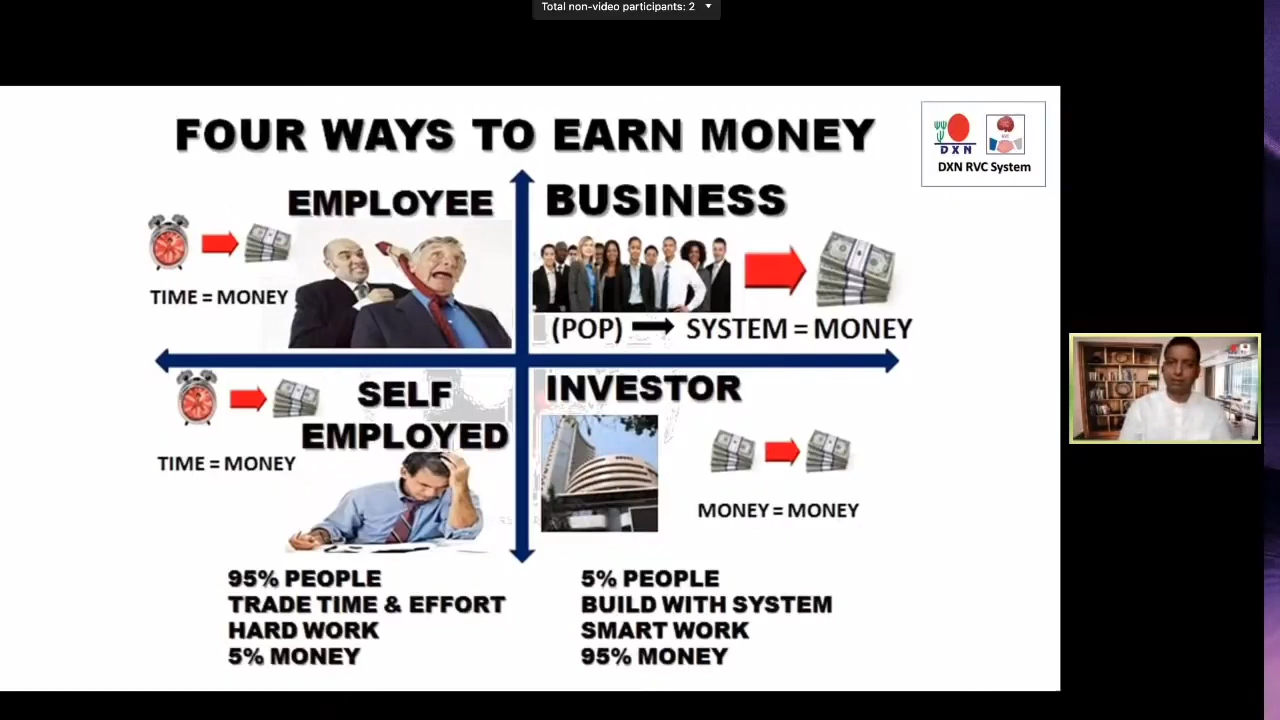 Total non-video participants: 2
FOUR WAYS TO EARN MONEY
DXN
DXN RVC System
EMPLOYEE
TIME = MONEY
BUSINESS
(POP) → SYSTEM = MONEY
SELF
EMPLOYED
TIME = MONEY
INVESTOR
MONEY = MONEY
95% PEOPLE
TRADE TIME & EFFORT
HARD WORK
5% MONEY
5% PEOPLE
BUILD WITH SYSTEM
SMART WORK
95% MONEY